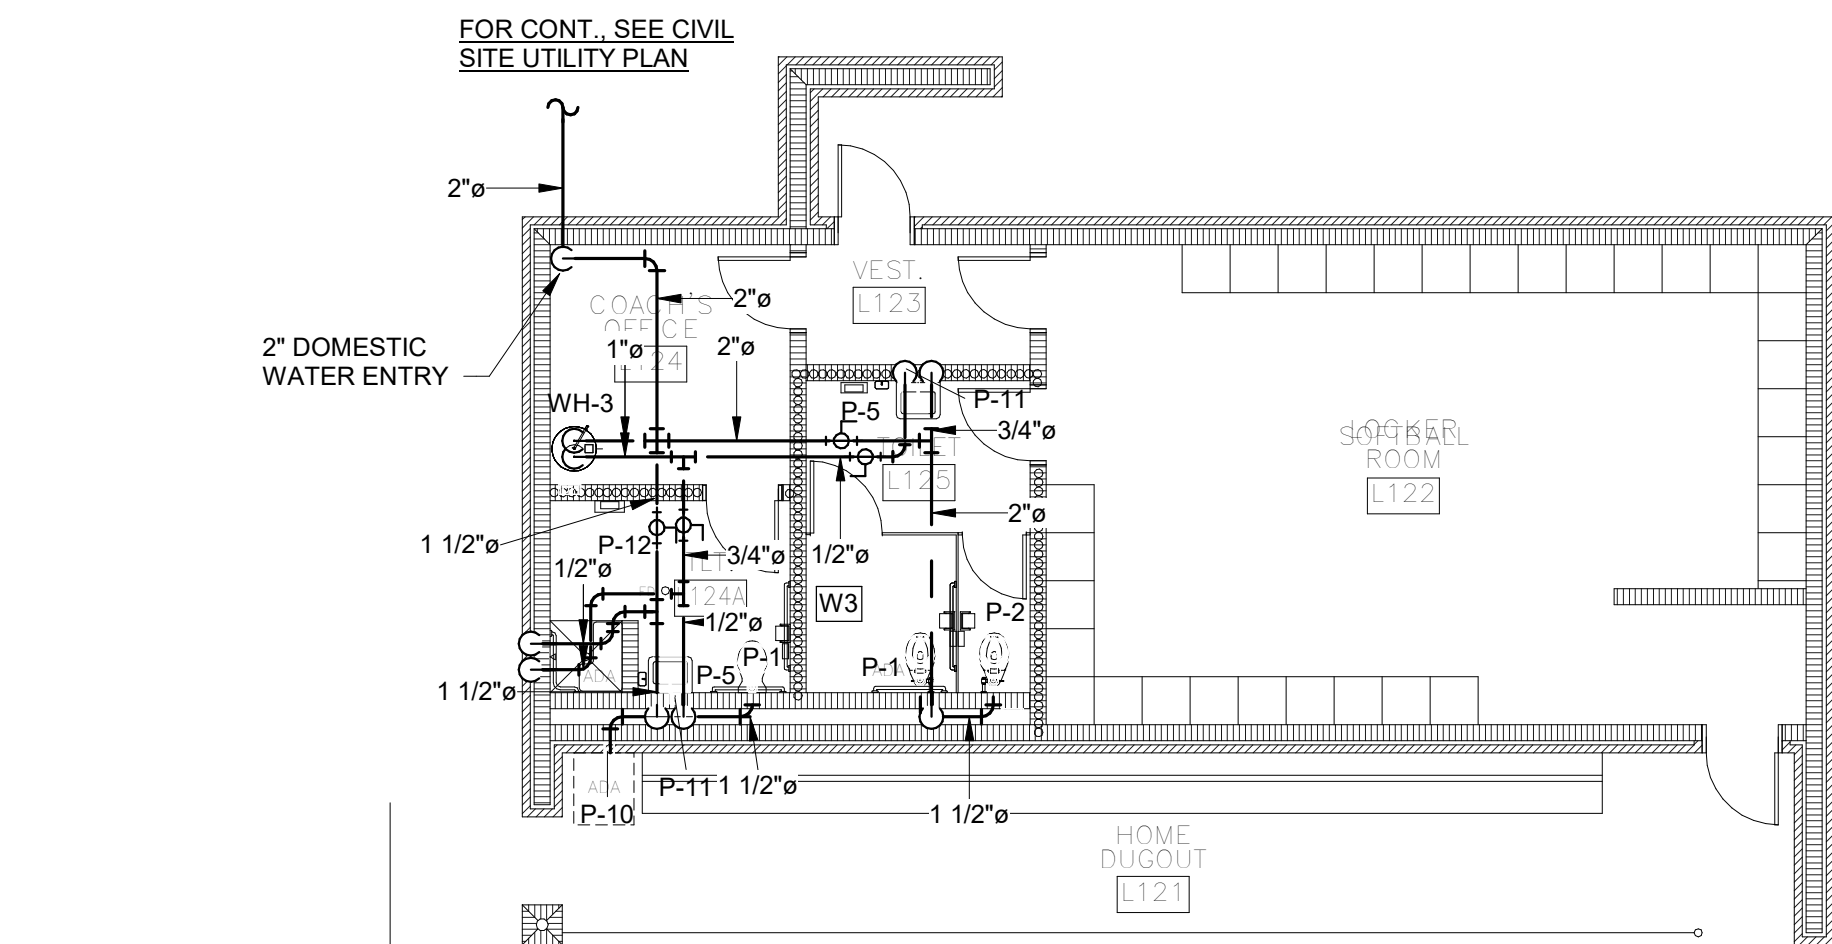 FOR CONT., SEE CIVIL
SITE UTILITY PLAN
2"ø
VEST.
L123
COACH'S
OFFICE
L124
2"ø
2" DOMESTIC
WATER ENTRY
1"ø
2"ø
WH-3
P-5
P-11
3/4"ø
TOILET
L125
SOFTBALL
LOCKER
ROOM
L122
2"ø
1 1/2"ø
P-12
3/4"ø
1/2"ø
1/2"ø
TLT.
124A
W3
P-2
1/2"ø
P-1
P-1
ADA
ADA
P-5
1 1/2"ø
ADA
P-11
1 1/2"ø
P-10
1 1/2"ø
HOME
DUGOUT
L121